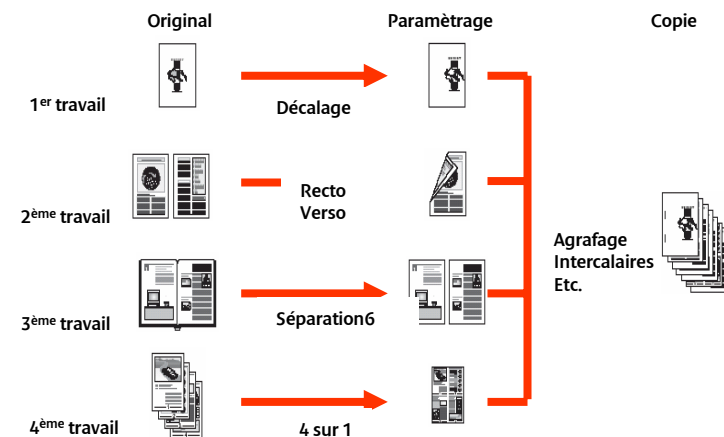 Original
Paramètrage
Copie
1er travail
Décalage
2ème travail
Recto
Verso
Agrafage
Intercalaires
Etc.
3ème travail
Séparation6
4ème travail
4 sur 1